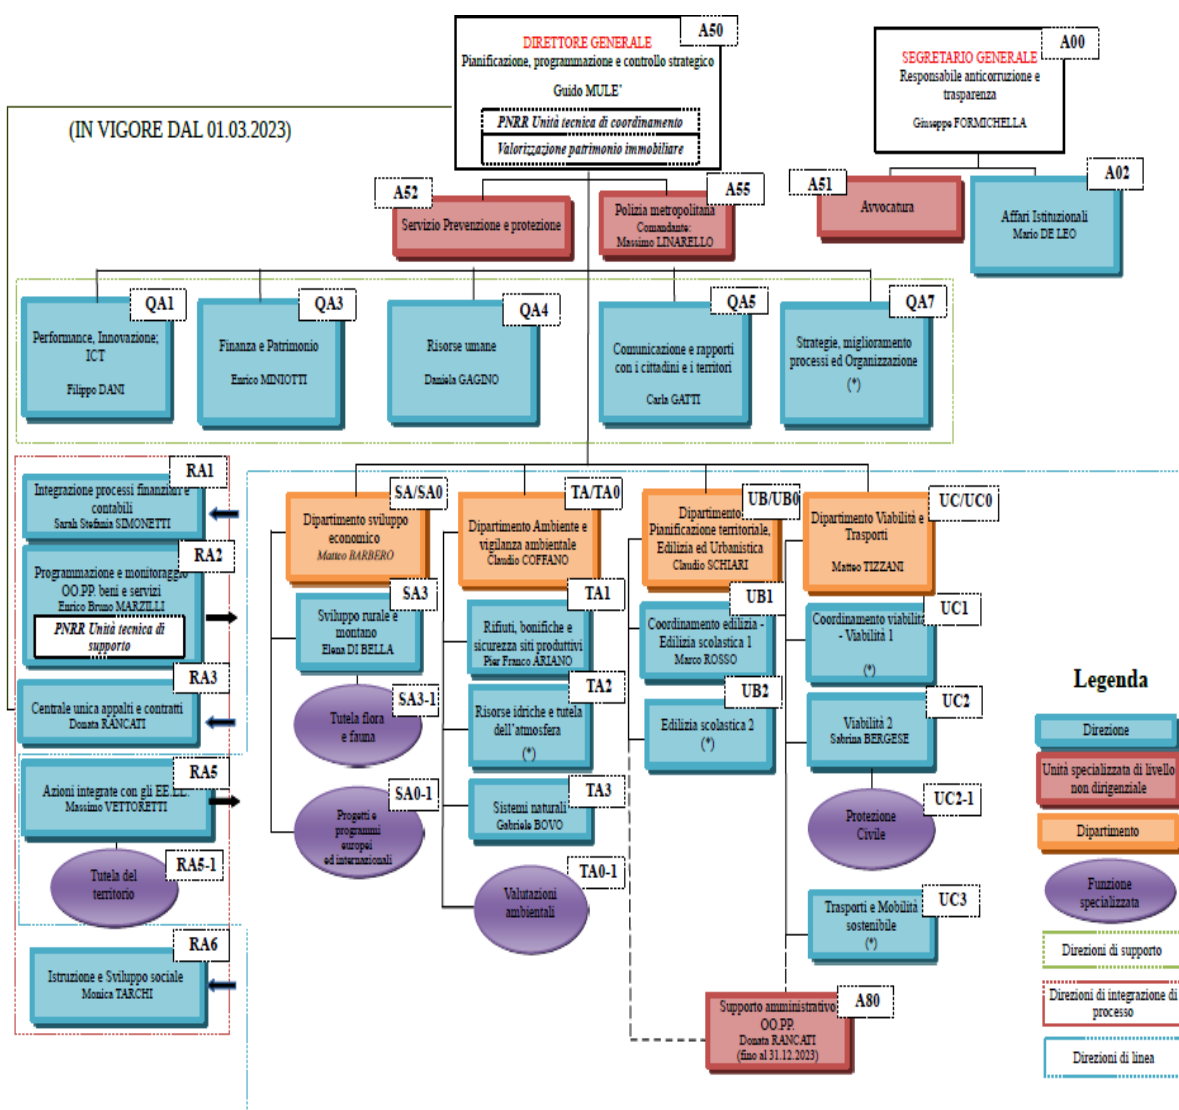 A50
DIRETTORE GENERALE
Pianificazione, programmazione e controllo strategico
Guido MULE'
PNRR Unità tecnica di coordinamento
Valorizzazione patrimonio immobiliare
A00
SEGRETARIO GENERALE
Responsabile anticorruzione e
trasparenza
Giuseppe FORMICHELLA
(IN VIGORE DAL 01.03.2023)
A52
Servizio Prevenzione e protezione
A55
Polizia metropolitana
Comandante:
Massimo LINARELLO
A51
Avvocatura
A02
Affari Istituzionali
Mario DE LEO
QA1
Performance, Innovazione;
ICT
Filippo DANI
QA3
Finanza e Patrimonio
Enrico MINIOTTI
QA4
Risorse umane
Daniela GAGINO
QA5
Comunicazione e rapporti
con i cittadini e i territori
Carla GATTI
QA7
Strategie, miglioramento
processi ed Organizzazione
(*)
RA1
Integrazione processi finanziari e
contabili
Sarah Stefania SIMONETTI
RA2
Programmazione e monitoraggio
OO.PP. beni e servizi
Enrico Bruno MARZILLI
PNRR Unità tecnica di
supporto
RA3
Centrale unica appalti e contratti
Donata RANCATI
RA5
Azioni integrate con gli EE.LL.
Massimo VETTORETTI
RA5-1
Tutela del
territorio
RA6
Istruzione e Sviluppo sociale
Monica TARCHI
SA/SA0
Dipartimento sviluppo
economico
Matteo BARBERO
SA3
Sviluppo rurale e
montano
Elena DI BELLA
SA3-1
Tutela flora
e fauna
SA0-1
Progetti e
programmi
europei
ed internazionali
TA/TA0
Dipartimento Ambiente e
vigilanza ambientale
Claudio COFFANO
TA1
Rifiuti, bonifiche e
sicurezza siti produttivi
Pier Franco ARIANO
TA2
Risorse idriche e tutela
dell'atmosfera
(*)
TA3
Sistemi naturali
Gabriele BOVO
TA0-1
Valutazioni
ambientali
UB/UB0
Dipartimento
Pianificazione territoriale,
Edilizia ed Urbanistica
Claudio SCHIARI
UB1
Coordinamento edilizia -
Edilizia scolastica 1
Marco ROSSO
UB2
Edilizia scolastica 2
(*)
UC/UC0
Dipartimento Viabilità e
Trasporti
Matteo TIZZANI
UC1
Coordinamento viabilità
- Viabilità 1
(*)
UC2
Viabilità 2
Sabrina BERGESE
UC2-1
Protezione
Civile
UC3
Trasporti e Mobilità
sostenibile
(*)
A80
Supporto amministrativo
OO.PP.
Donata RANCATI
(fino al 31.12.2023)
Legenda
Direzione
Unità specializzata di livello
non dirigenziale
Dipartimento
Funzione
specializzata
Direzioni di supporto
Direzioni di integrazione di
processo
Direzioni di linea